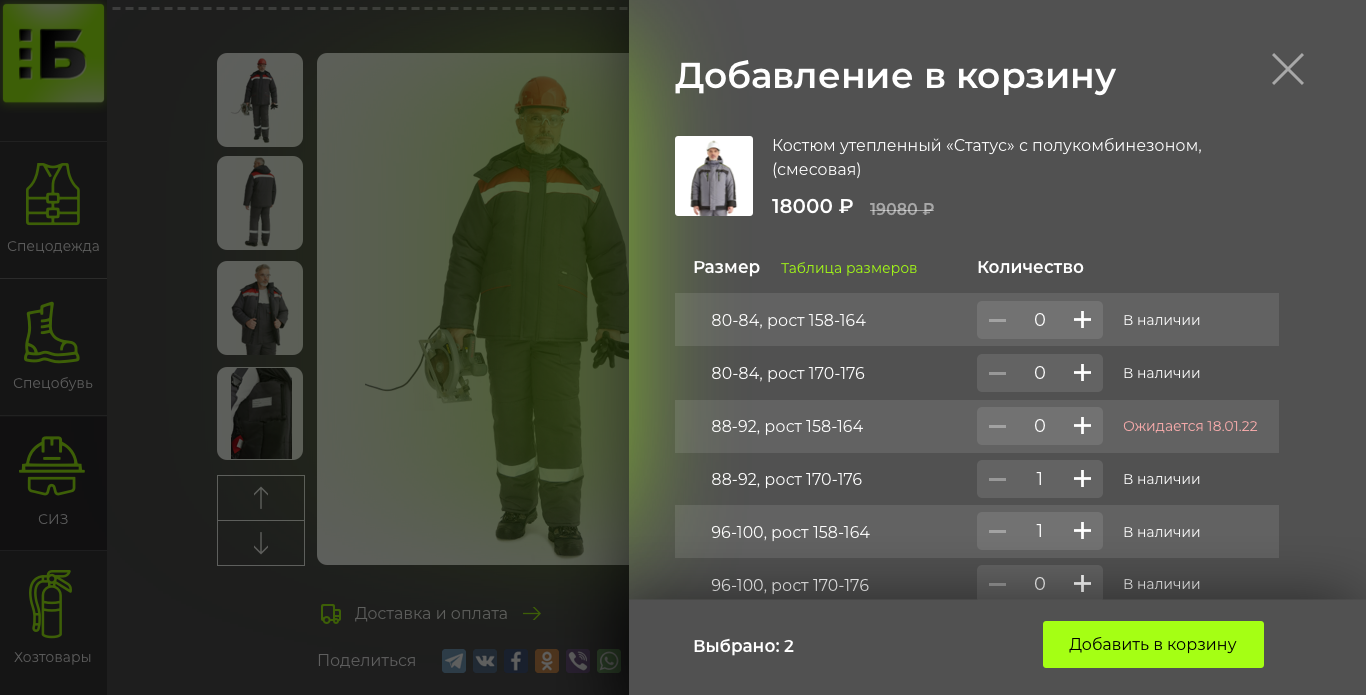 Б
Спецодежда
Спецобувь
СИЗ
Хозтовары
Доставка и оплата
Поделиться
Добавление в корзину
Костюм утепленный «Статус» с полукомбинезоном,
(смесовая)
18000 ₽ 19080 ₽
Размер Таблица размеров Количество
80-84, рост 158-164 0 В наличии
80-84, рост 170-176 0 В наличии
88-92, рост 158-164 0 Ожидается 18.01.22
88-92, рост 170-176 1 В наличии
96-100, рост 158-164 1 В наличии
96-100, рост 170-176 0 В наличии
Выбрано: 2 Добавить в корзину